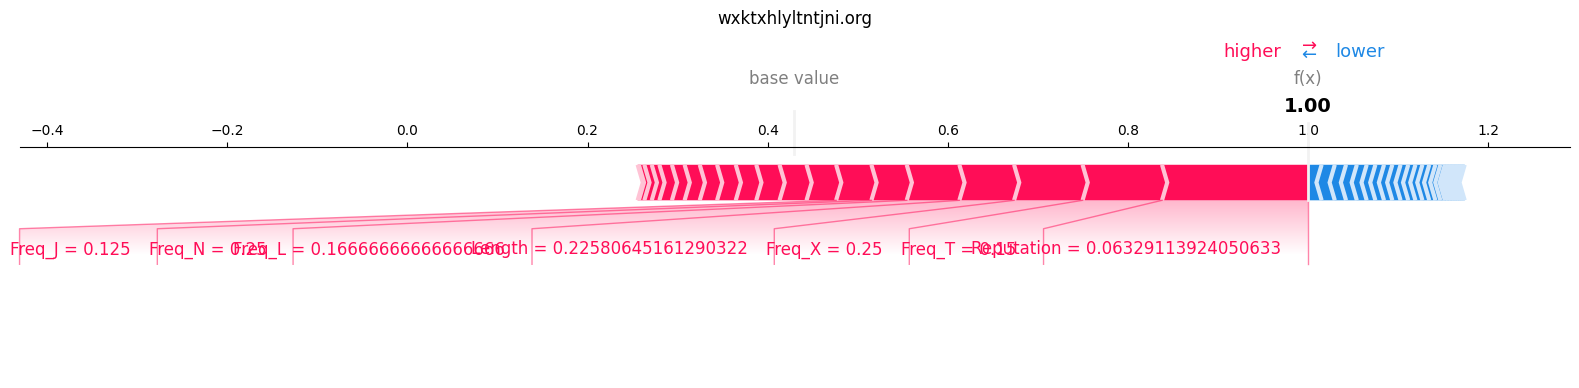 wxktxhlyltntjni.org
higher ⇄ lower
base value f(x)
1.00
−0.4 −0.2 0.0 0.2 0.4 0.6 0.8 1.0 1.2
Freq_J = 0.125 Freq_N = 0.25 Freq_L = 0.16666666666666666 Length = 0.22580645161290322 Freq_X = 0.25 Freq_T = 0.15 Reputation = 0.06329113924050633